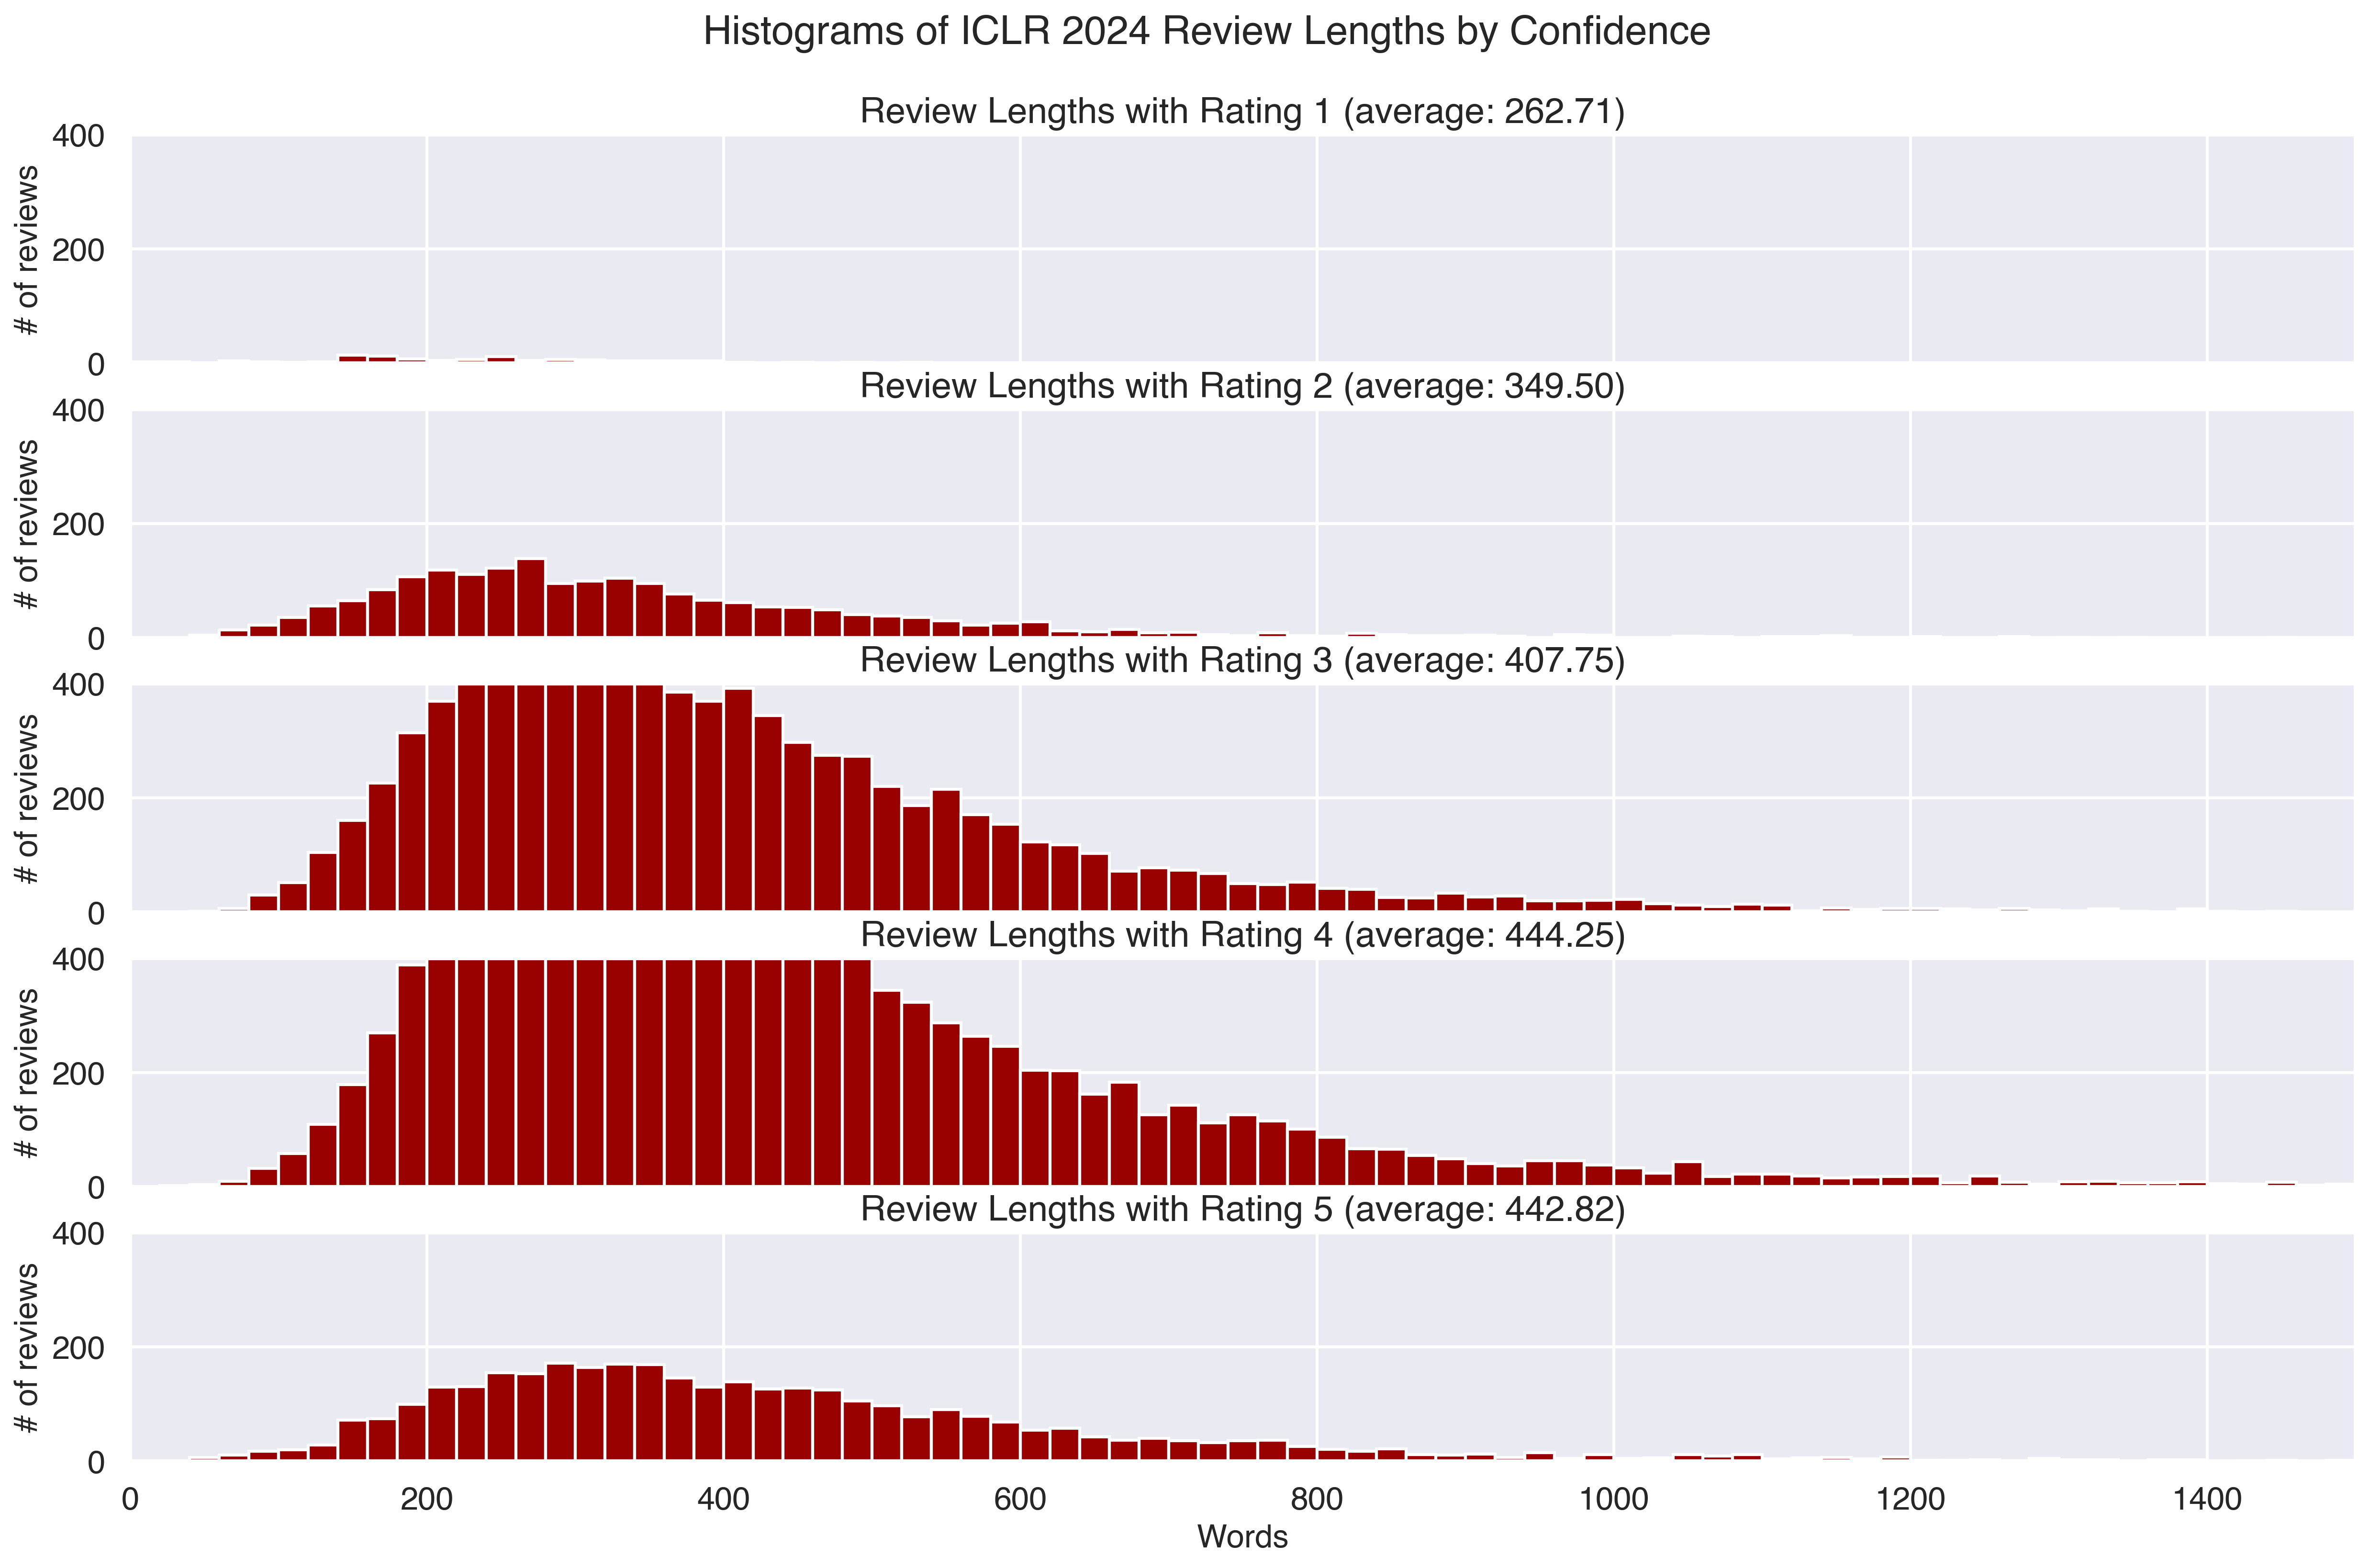 Histograms of ICLR 2024 Review Lengths by Confidence
Review Lengths with Rating 1 (average: 262.71)
400
200
0
# of reviews
Review Lengths with Rating 2 (average: 349.50)
400
200
0
# of reviews
Review Lengths with Rating 3 (average: 407.75)
400
200
0
# of reviews
Review Lengths with Rating 4 (average: 444.25)
400
200
0
# of reviews
Review Lengths with Rating 5 (average: 442.82)
400
200
0
# of reviews
0 200 400 600 800 1000 1200 1400
Words